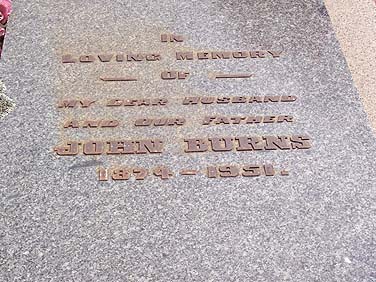 IN
LOVING MEMORY
OF
MY DEAR HUSBAND
AND OUR FATHER
JOHN BURNS
1874 – 1951.